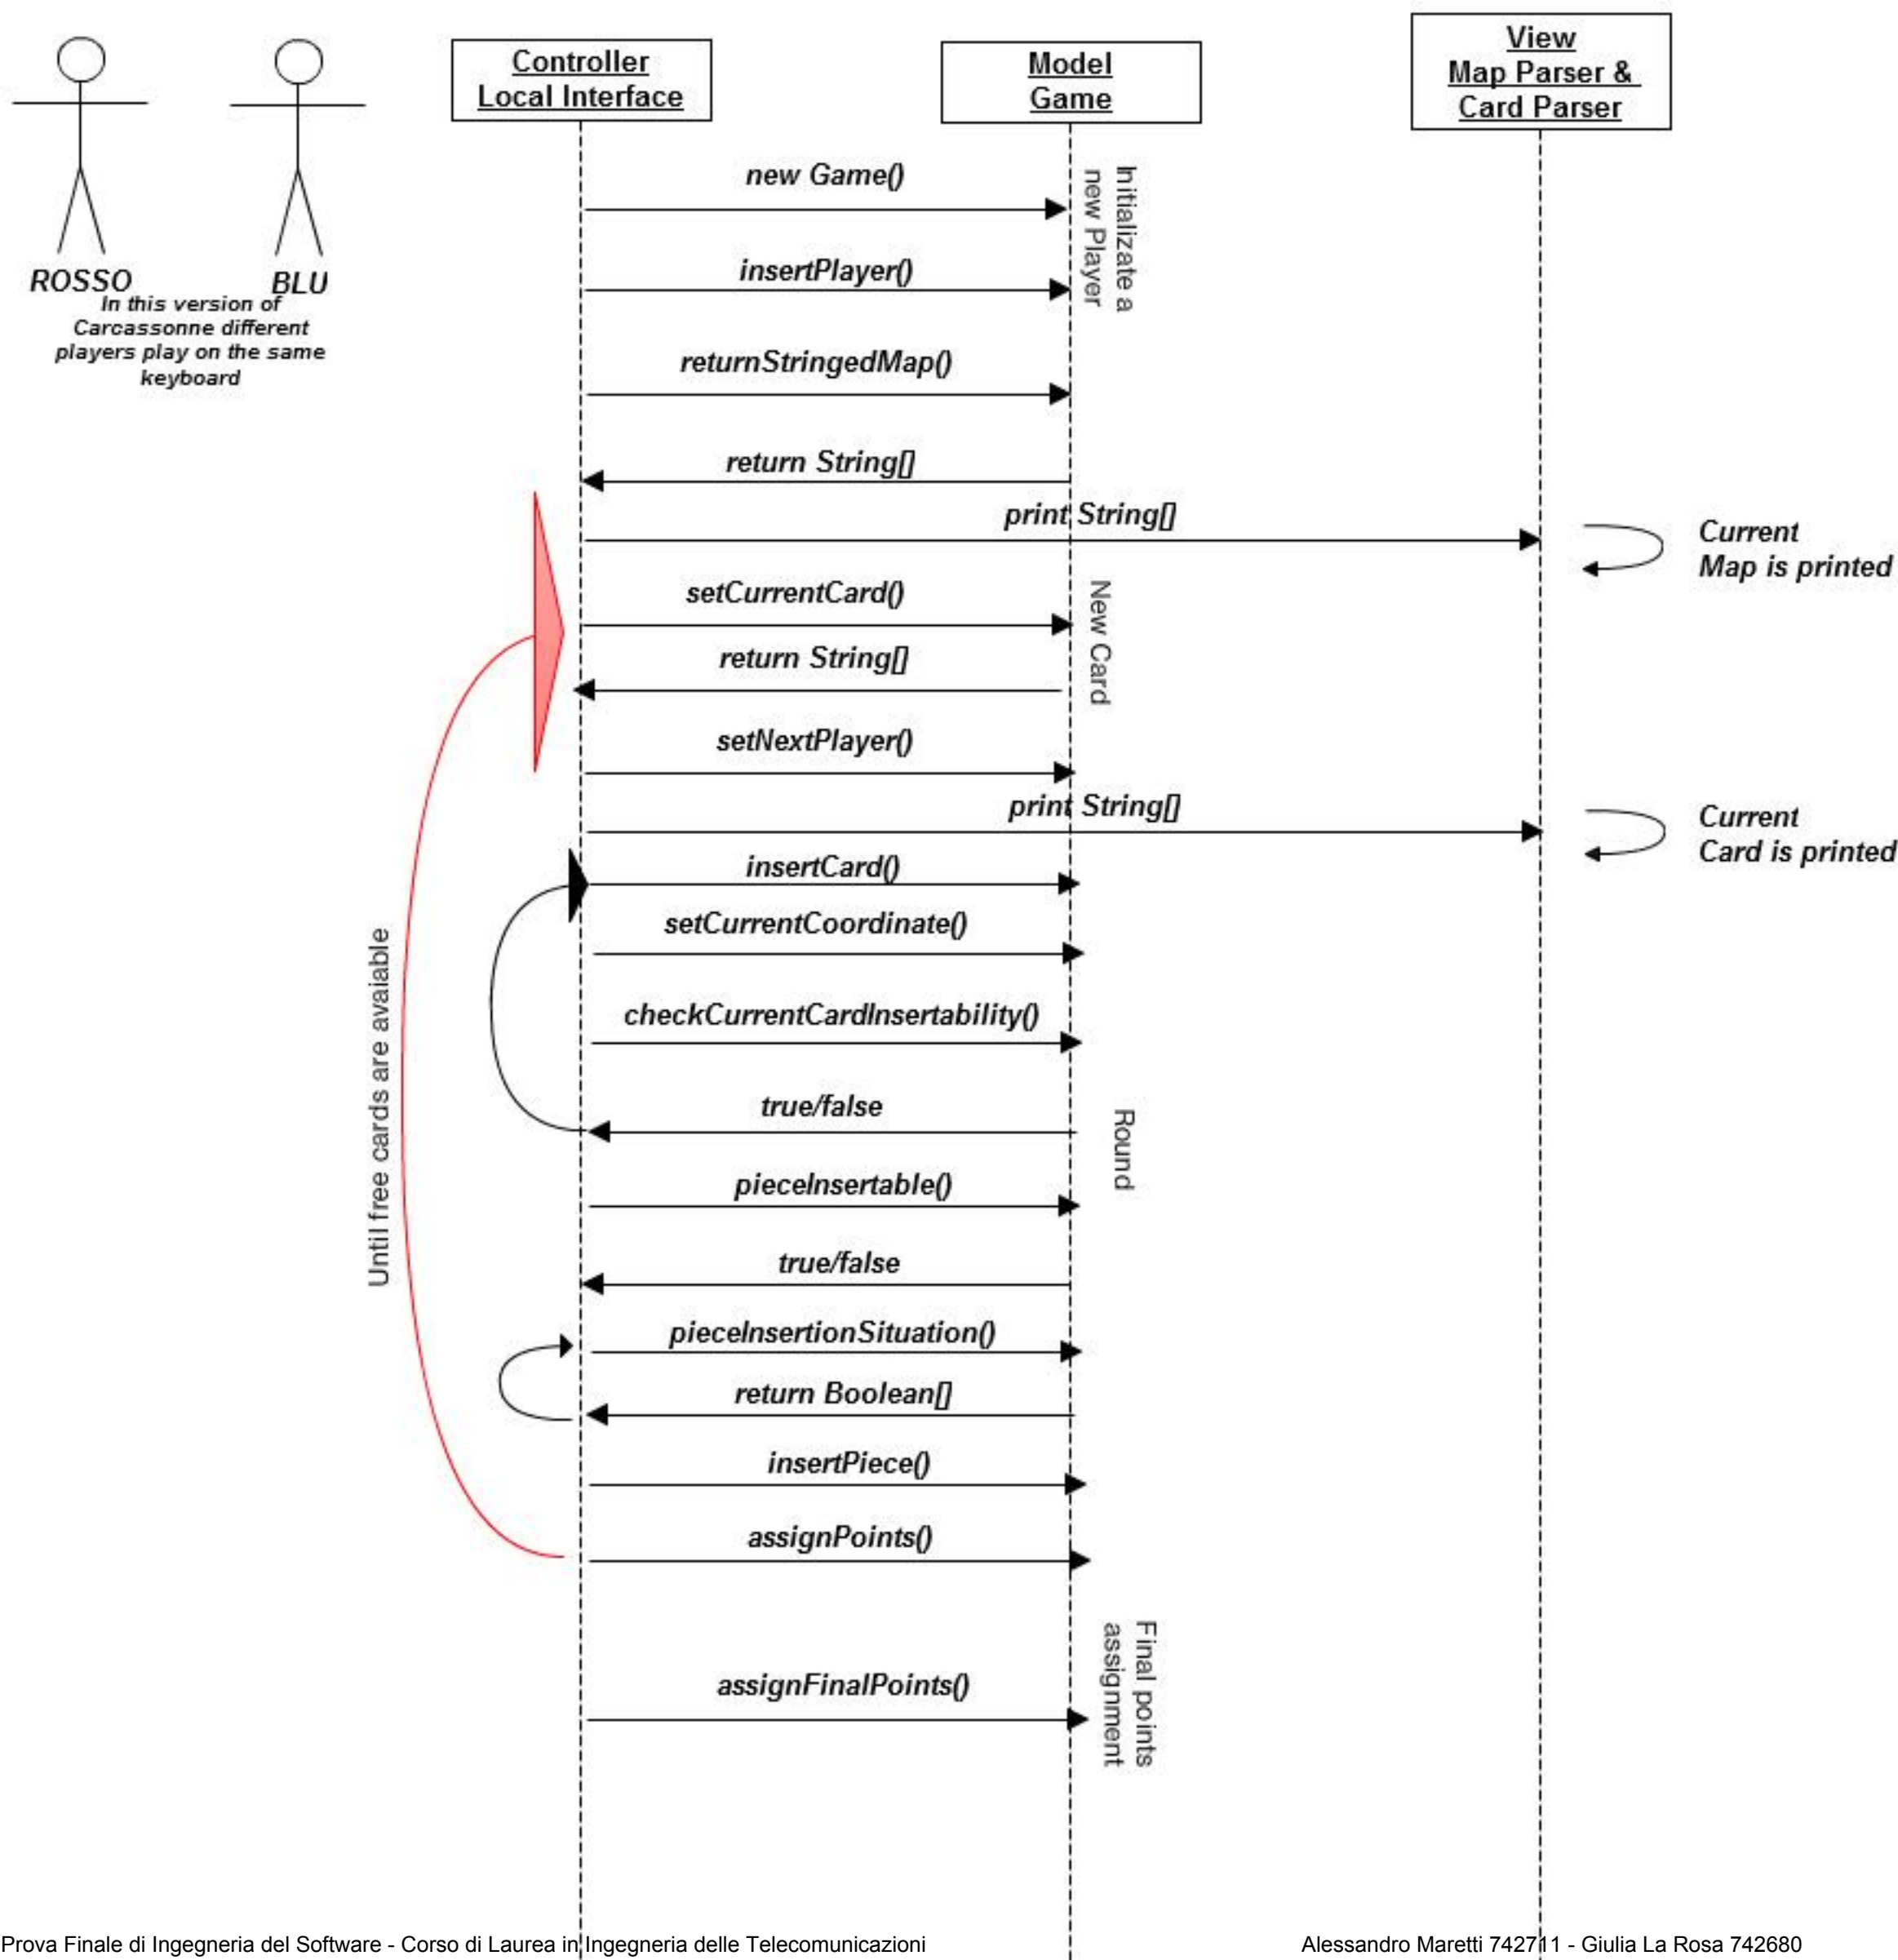 Controller
Local Interface
Model
Game
View
Map Parser &
Card Parser
ROSSO
BLU
In this version of
Carcassonne different
players play on the same
keyboard
new Game()
Initializate a
new Player
insertPlayer()
returnStringedMap()
return String[]
print String[]
Current
Map is printed
setCurrentCard()
New Card
return String[]
setNextPlayer()
print String[]
Current
Card is printed
insertCard()
setCurrentCoordinate()
Until free cards are avaiable
checkCurrentCardInsertability()
true/false
Round
pieceInsertable()
true/false
pieceInsertionSituation()
return Boolean[]
insertPiece()
assignPoints()
Final points
assignment
assignFinalPoints()
Prova Finale di Ingegneria del Software - Corso di Laurea in Ingegneria delle Telecomunicazioni
Alessandro Maretti 742711 - Giulia La Rosa 742680